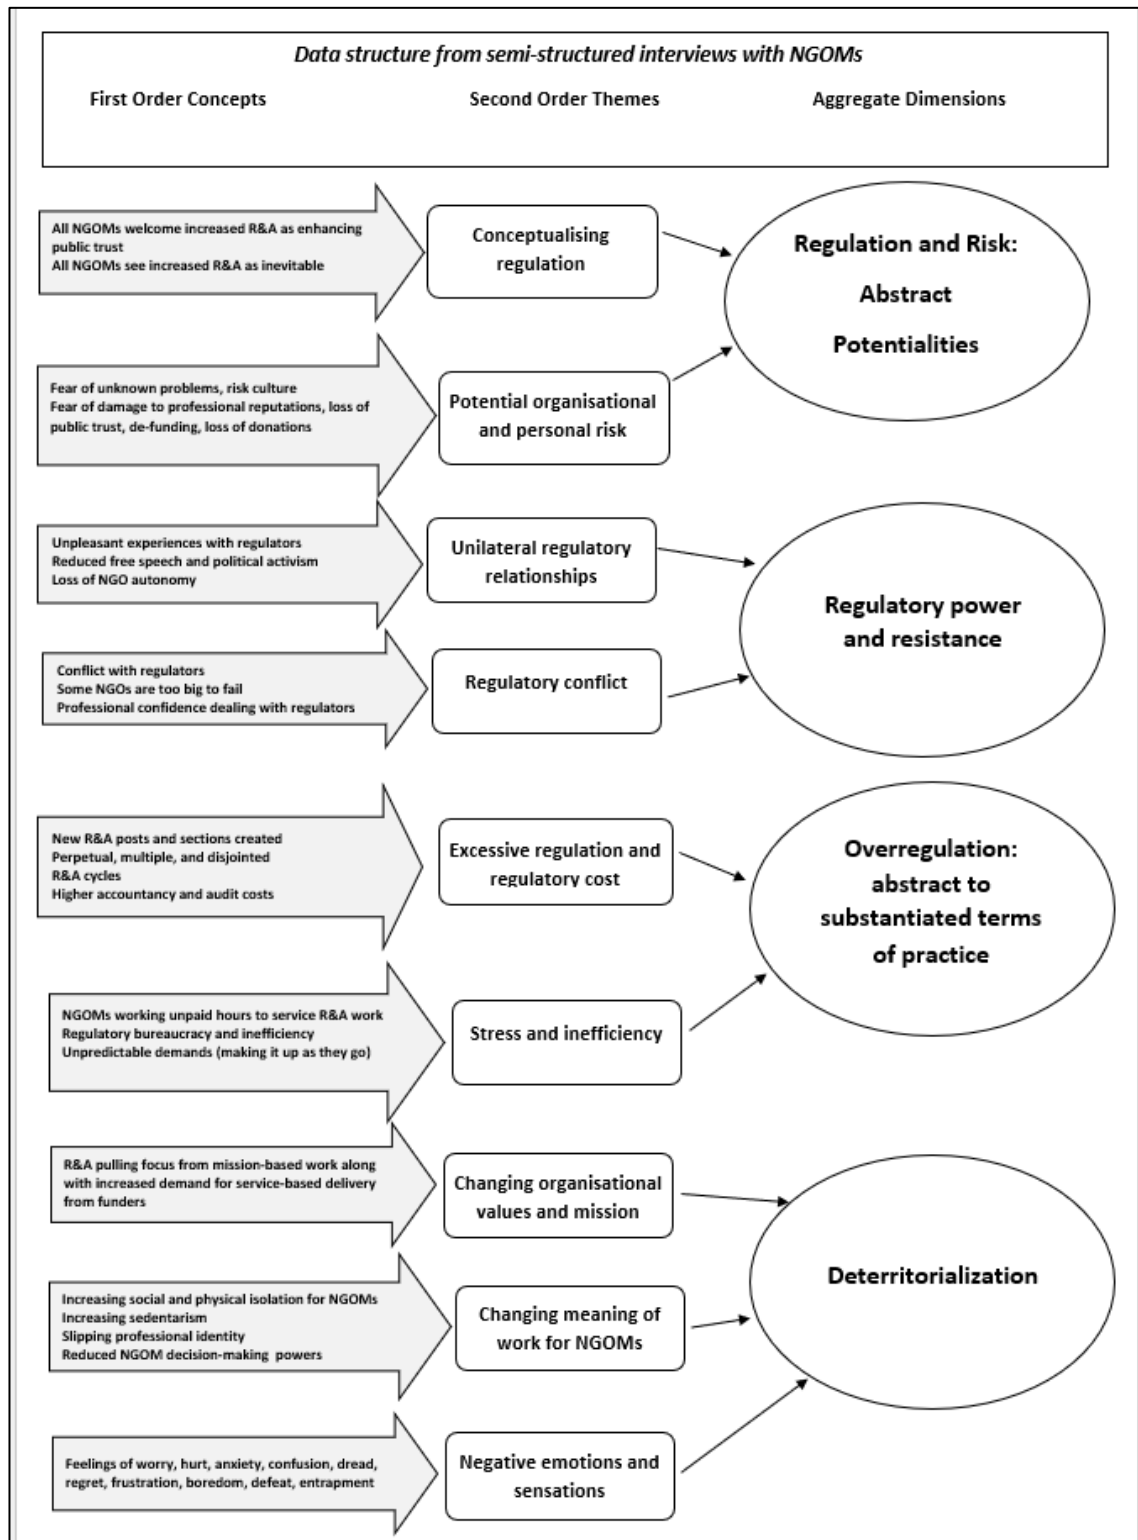 Data structure from semi-structured interviews with NGOMs
First Order Concepts
Second Order Themes
Aggregate Dimensions
All NGOMs welcome increased R&A as enhancing
public trust
All NGOMs see increased R&A as inevitable
Conceptualising
regulation
Regulation and Risk:
Abstract
Potentialities
Fear of unknown problems, risk culture
Fear of damage to professional reputations, loss of
public trust, de-funding, loss of donations
Potential organisational
and personal risk
Unpleasant experiences with regulators
Reduced free speech and political activism
Loss of NGO autonomy
Unilateral regulatory
relationships
Regulatory power
and resistance
Conflict with regulators
Some NGOs are too big to fail
Professional confidence dealing with regulators
Regulatory conflict
New R&A posts and sections created
Perpetual, multiple, and disjointed
R&A cycles
Higher accountancy and audit costs
Excessive regulation and
regulatory cost
Overregulation:
abstract to
substantiated terms
of practice
NGOMs working unpaid hours to service R&A work
Regulatory bureaucracy and inefficiency
Unpredictable demands (making it up as they go)
Stress and inefficiency
R&A pulling focus from mission-based work along
with increased demand for service-based delivery
from funders
Changing organisational
values and mission
Deterritorialization
Increasing social and physical isolation for NGOMs
Increasing sedentarism
Slipping professional identity
Reduced NGOM decision-making powers
Changing meaning of
work for NGOMs
Feelings of worry, hurt, anxiety, confusion, dread,
regret, frustration, boredom, defeat, entrapment
Negative emotions and
sensations